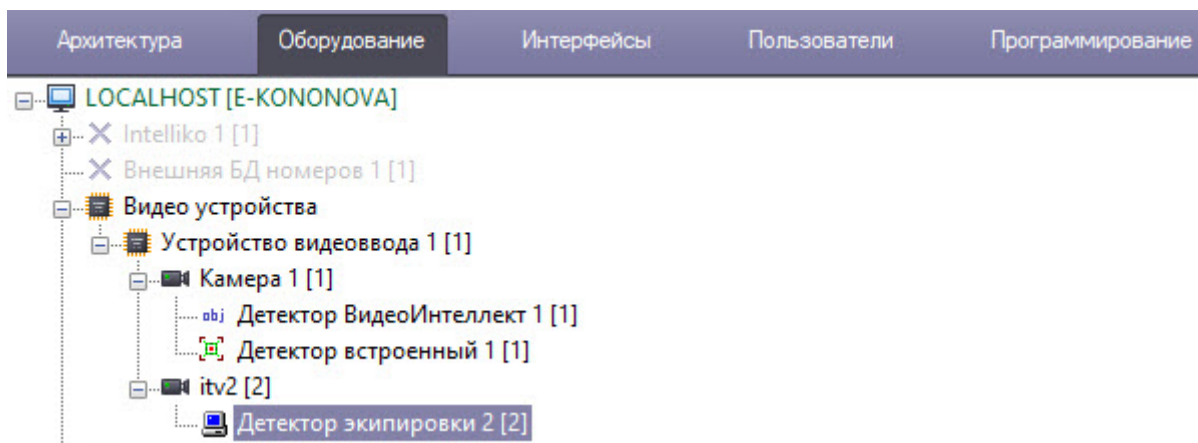 Архитектура Оборудование Интерфейсы Пользователи Программирование
LOCALHOST [E-KONONOVA]
Intelliko 1 [1]
Внешняя БД номеров 1 [1]
Видео устройства
Устройство видеоввода 1 [1]
Камера 1 [1]
obj Детектор ВидеоИнтеллект 1 [1]
Детектор встроенный 1 [1]
itv2 [2]
Детектор экипировки 2 [2]